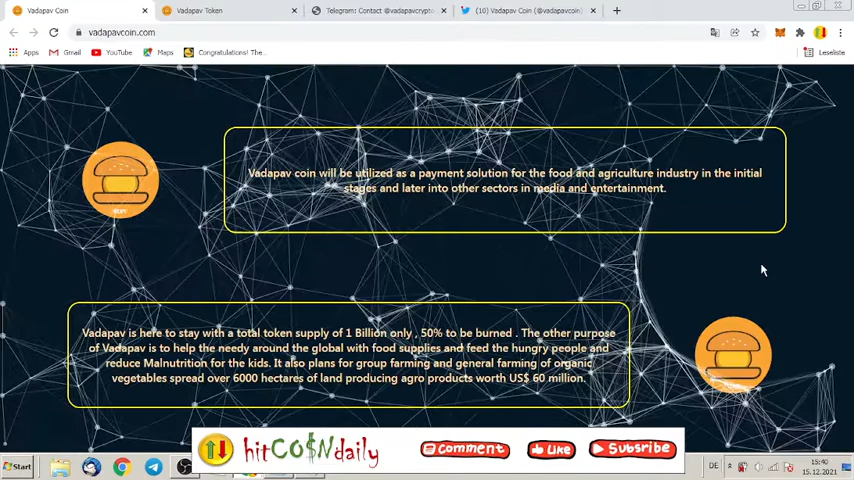 Vadapav Coin
Vadapav Token
Telegram: Contact @vadapavcrypto
(10) Vadapav Coin (@vadapavcoin)
vadapavcoin.com
Apps
Gmail
YouTube
Maps
Congratulations! Th...
Leseliste
Vadapav coin will be utilized as a payment solution for the food and agriculture industry in the initial
stages and later into other sectors in media and entertainment.
Vadapav is here to stay with a total token supply of 1 Billion only , 50% to be burned . The other purpose
of Vadapav is to help the needy around the global with food supplies and feed the hungry people and
reduce Malnutrition for the kids. It also plans for group farming and general farming of organic
vegetables spread over 6000 hectares of land producing agro products worth US$ 60 million.
hitCO$Ndaily
Comment
Like
Subsribe
Start
DE
15:40
15.12.2021